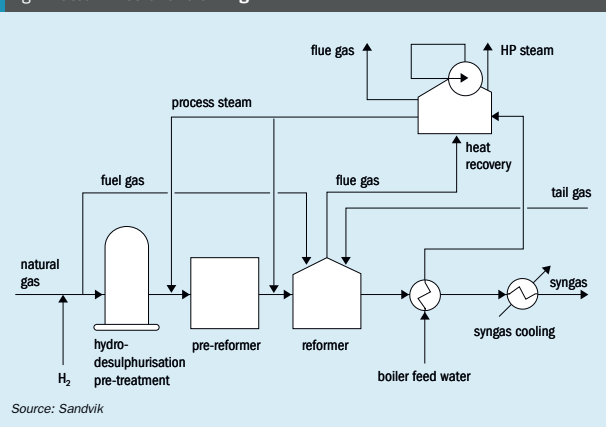 flue gas
HP steam
process steam
heat
recovery
fuel gas
flue gas
tail gas
natural
gas
syngas
hydro-
desulphurisation
pre-treatment
pre-reformer
reformer
syngas cooling
H₂
boiler feed water
Source: Sandvik